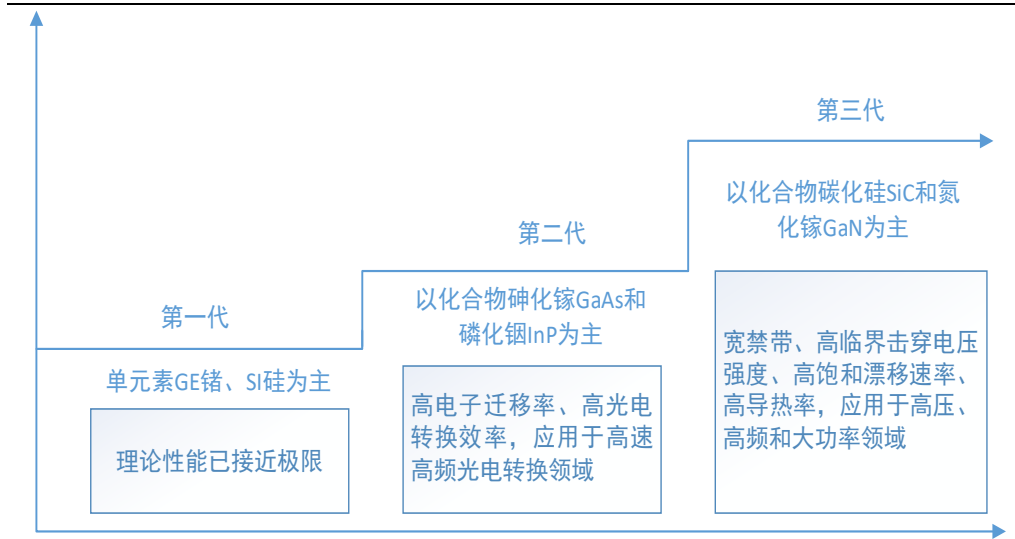 第一代
单元素GE锗、SI硅为主
理论性能已接近极限
第二代
以化合物砷化镓GaAs和
磷化铟InP为主
高电子迁移率、高光电
转换效率，应用于高速
高频光电转换领域
第三代
以化合物碳化硅SiC和氮
化镓GaN为主
宽禁带、高临界击穿电压
强度、高饱和漂移速率、
高导热率，应用于高压、
高频和大功率领域